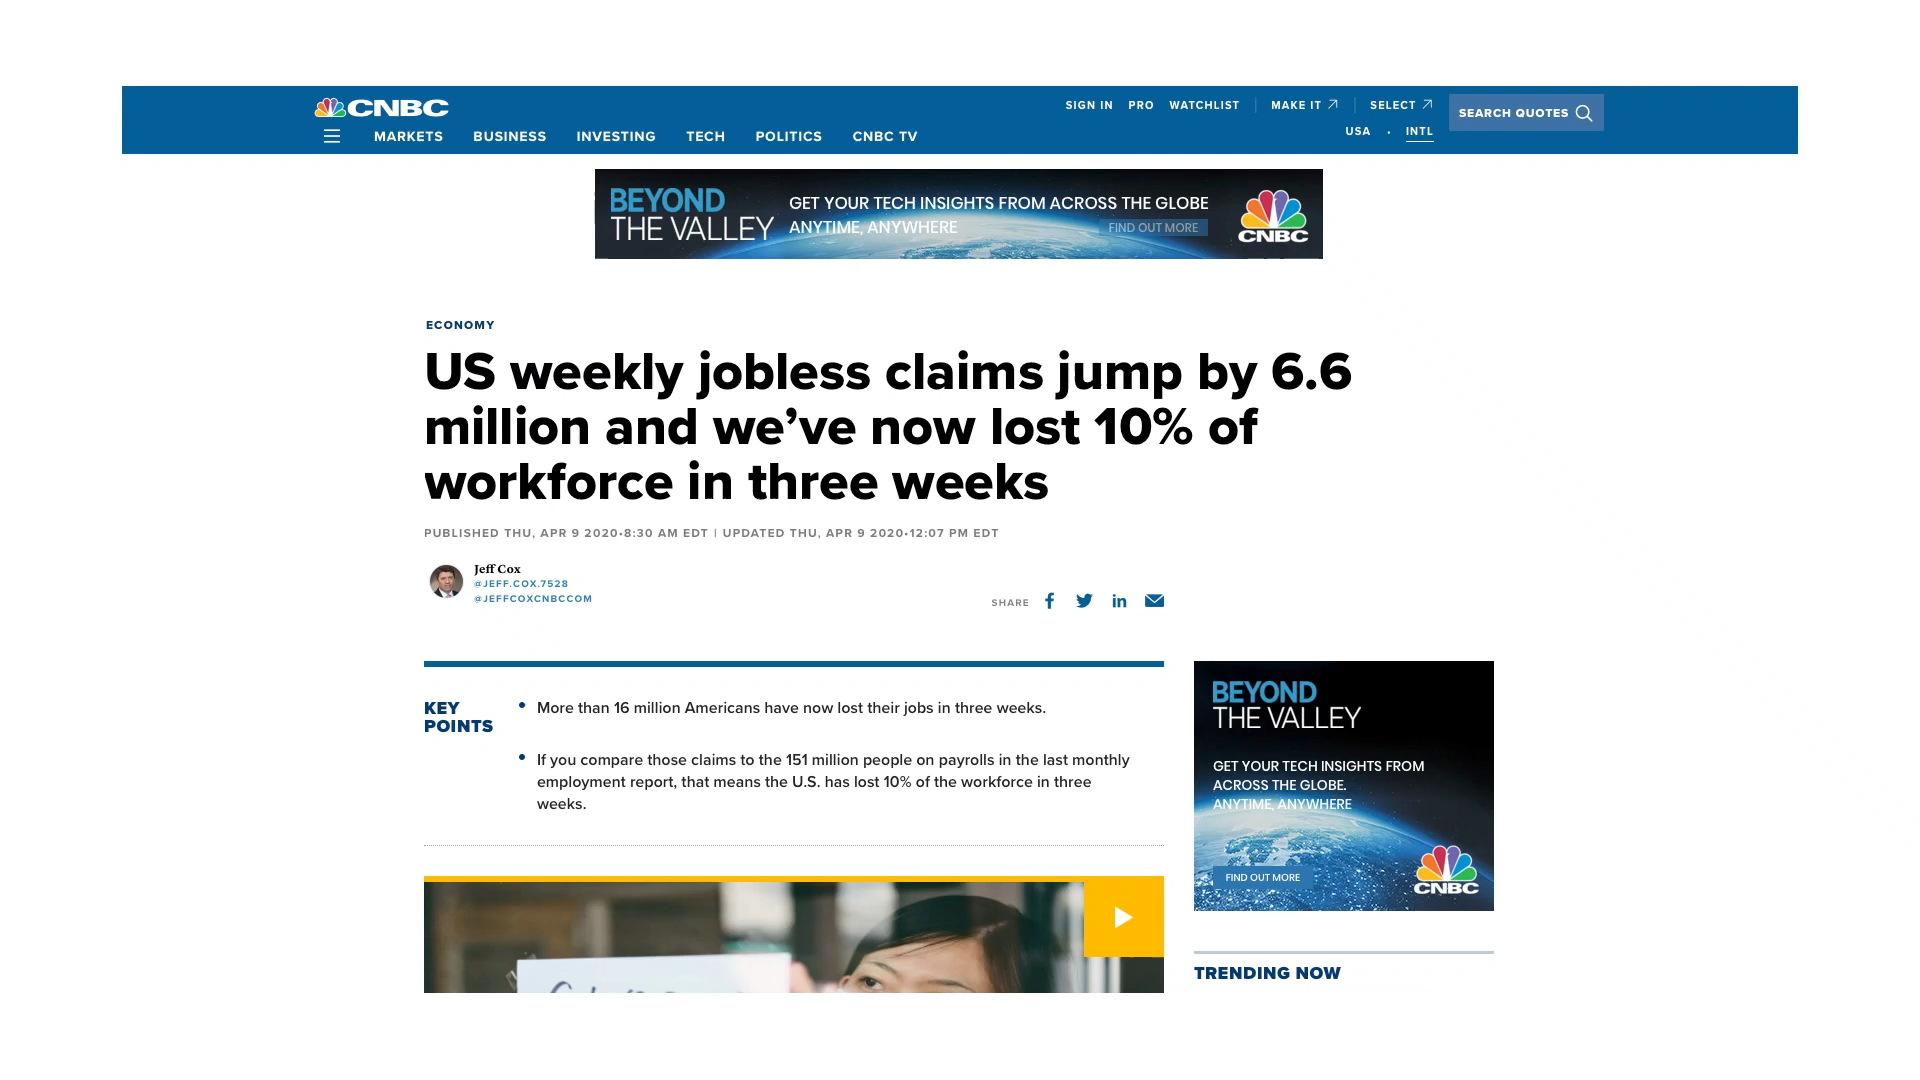 CNBC
SIGN IN PRO WATCHLIST MAKE IT SELECT SEARCH QUOTES
MARKETS BUSINESS INVESTING TECH POLITICS CNBC TV
USA · INTL
BEYOND
THE VALLEY
GET YOUR TECH INSIGHTS FROM ACROSS THE GLOBE
ANYTIME, ANYWHERE
FIND OUT MORE
CNBC
ECONOMY
US weekly jobless claims jump by 6.6
million and we’ve now lost 10% of
workforce in three weeks
PUBLISHED THU, APR 9 2020•8:30 AM EDT | UPDATED THU, APR 9 2020•12:07 PM EDT
Jeff Cox
@JEFF.COX.7528
@JEFFCOXCNBCCOM
SHARE
KEY
POINTS
• More than 16 million Americans have now lost their jobs in three weeks.
• If you compare those claims to the 151 million people on payrolls in the last monthly
employment report, that means the U.S. has lost 10% of the workforce in three
weeks.
BEYOND
THE VALLEY
GET YOUR TECH INSIGHTS FROM
ACROSS THE GLOBE.
ANYTIME, ANYWHERE
FIND OUT MORE
CNBC
TRENDING NOW